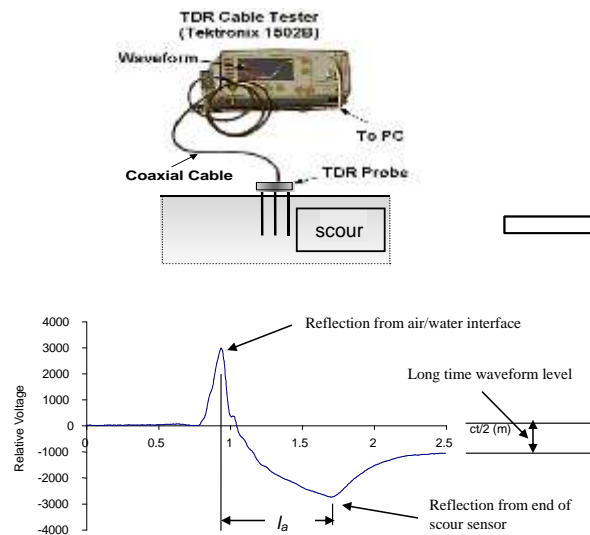 TDR Cable Tester
(Tektronix 1502B)
Waveform
To PC
Coaxial Cable
TDR Probe
scour
4000
3000
2000
1000
0
-1000
-2000
-3000
-4000
Relative Voltage
0
0.5
1
1.5
2
2.5
ct/2 (m)
Reflection from air/water interface
Long time waveform level
Reflection from end of
scour sensor
la